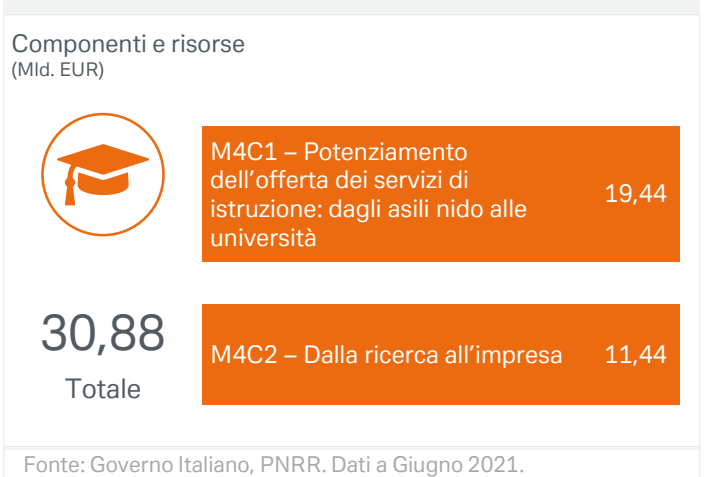 Componenti e risorse
(Mld. EUR)
M4C1 – Potenziamento
dell’offerta dei servizi di
istruzione: dagli asili nido alle
università
19,44
30,88
Totale
M4C2 – Dalla ricerca all’impresa 11,44
Fonte: Governo Italiano, PNRR. Dati a Giugno 2021.